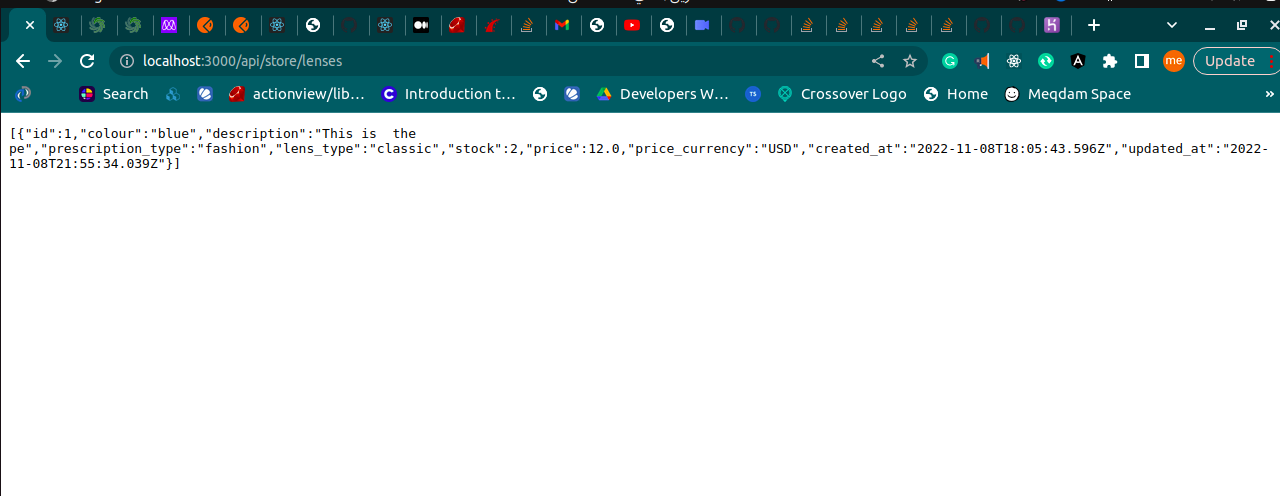 localhost:3000/api/store/lenses
me
Update
Search
actionview/lib...
Introduction t...
Developers W...
TS
Crossover Logo
Home
Meqdam Space
»
[{"id":1,"colour":"blue","description":"This is  the
pe","prescription_type":"fashion","lens_type":"classic","stock":2,"price":12.0,"price_currency":"USD","created_at":"2022-11-08T18:05:43.596Z","updated_at":"2022-
11-08T21:55:34.039Z"}]